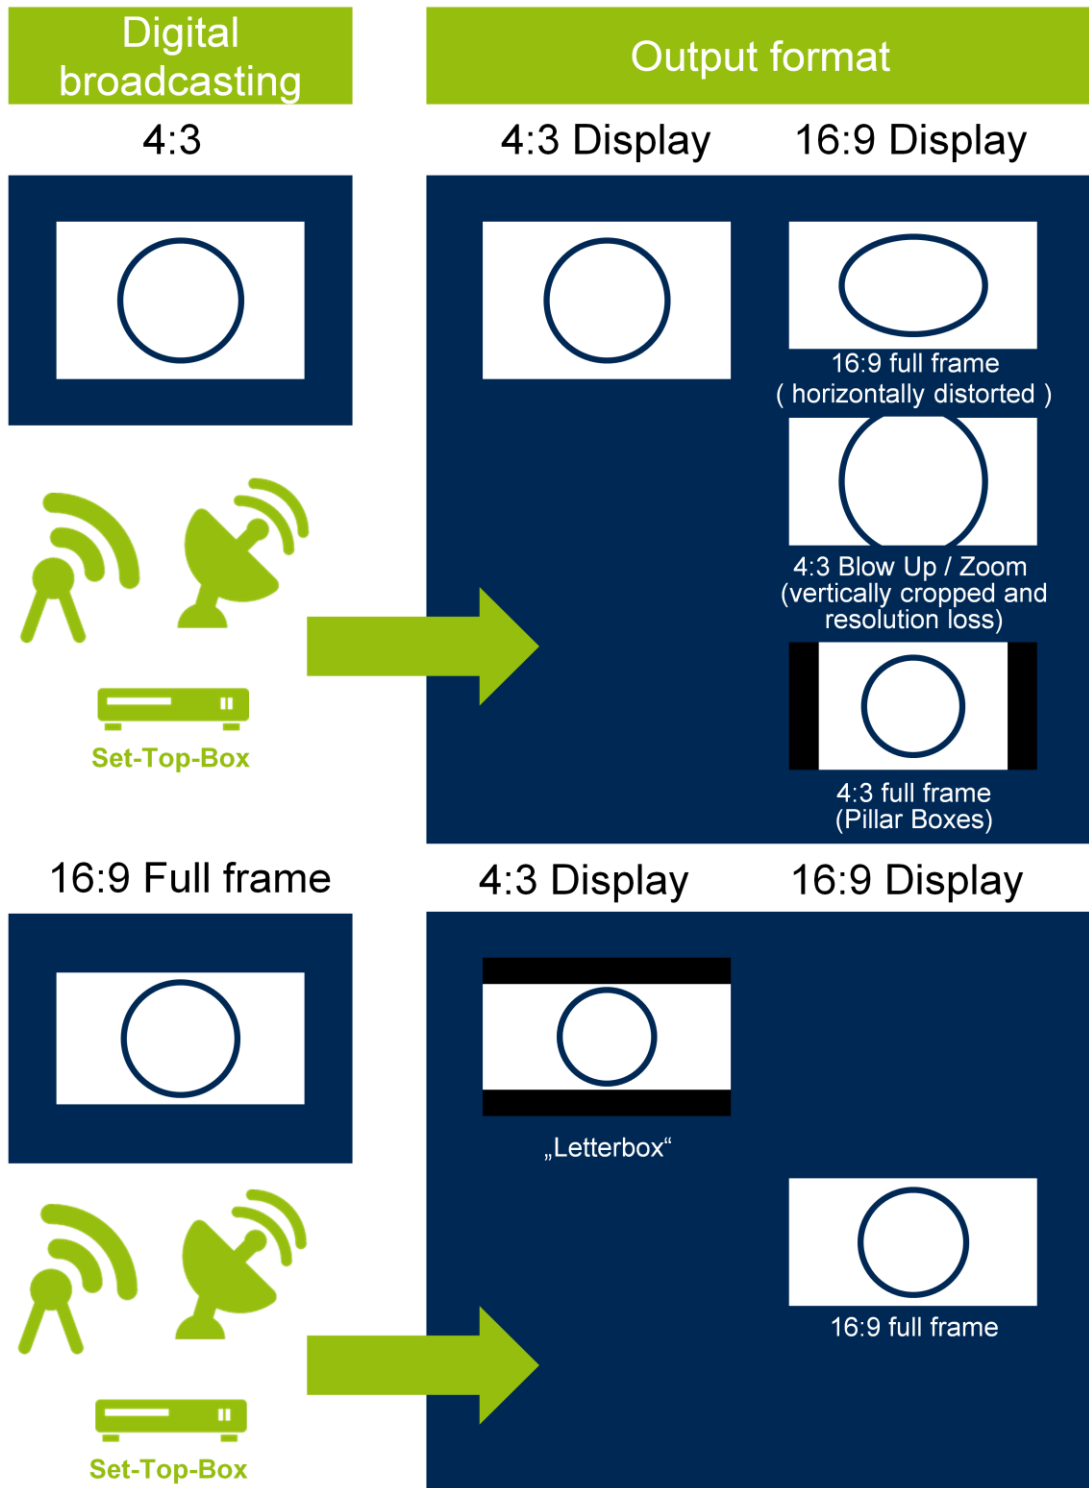 Digital
broadcasting
Output format
4:3
4:3 Display
16:9 Display
16:9 full frame
( horizontally distorted )
4:3 Blow Up / Zoom
(vertically cropped and
resolution loss)
Set-Top-Box
4:3 full frame
(Pillar Boxes)
16:9 Full frame
4:3 Display
16:9 Display
„Letterbox“
16:9 full frame
Set-Top-Box